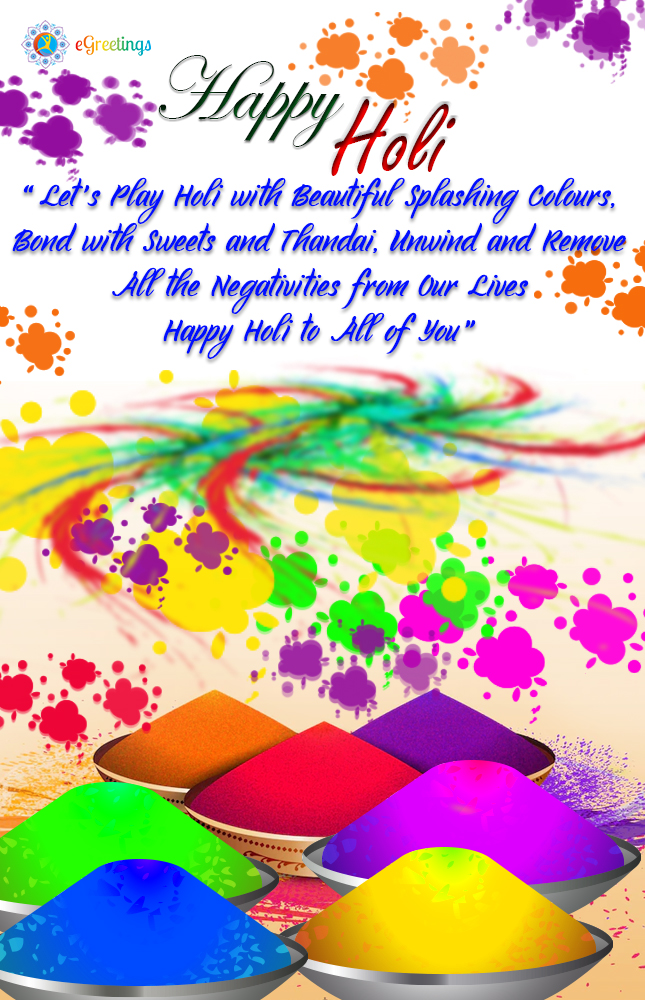 eGreetings
Happy
Holi
“ Let's Play Holi with Beautiful Splashing Colours,
Bond with Sweets and Thandai, Unwind and Remove
All the Negativities from Our Lives
Happy Holi to All of You”